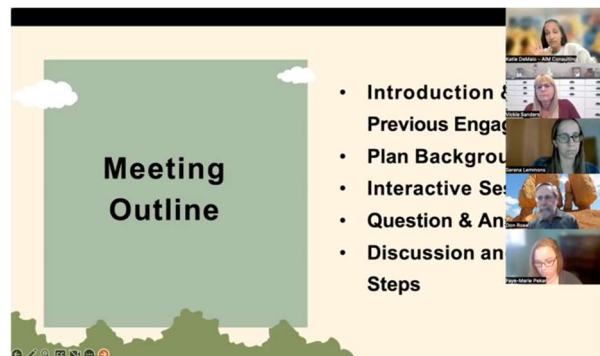 Meeting
Outline
• Introduction &
Previous Engag
• Plan Backgrou
• Interactive Ses
• Question & An
• Discussion an
Steps
Katie DeMaio - AIM Consulting
Vickie Sanders
Serena Lemmons
Don Rose
Faye-Marie Pekar